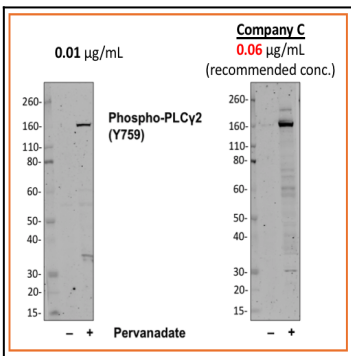 Company C
0.01 µg/mL
0.06 µg/mL
(recommended conc.)
260-
160-
110-
80-
60-
50-
40-
30-
20-
15-
Phospho-PLCγ2
(Y759)
260-
160-
110-
80-
60-
50-
40-
30-
20-
15-
– + Pervanadate – +